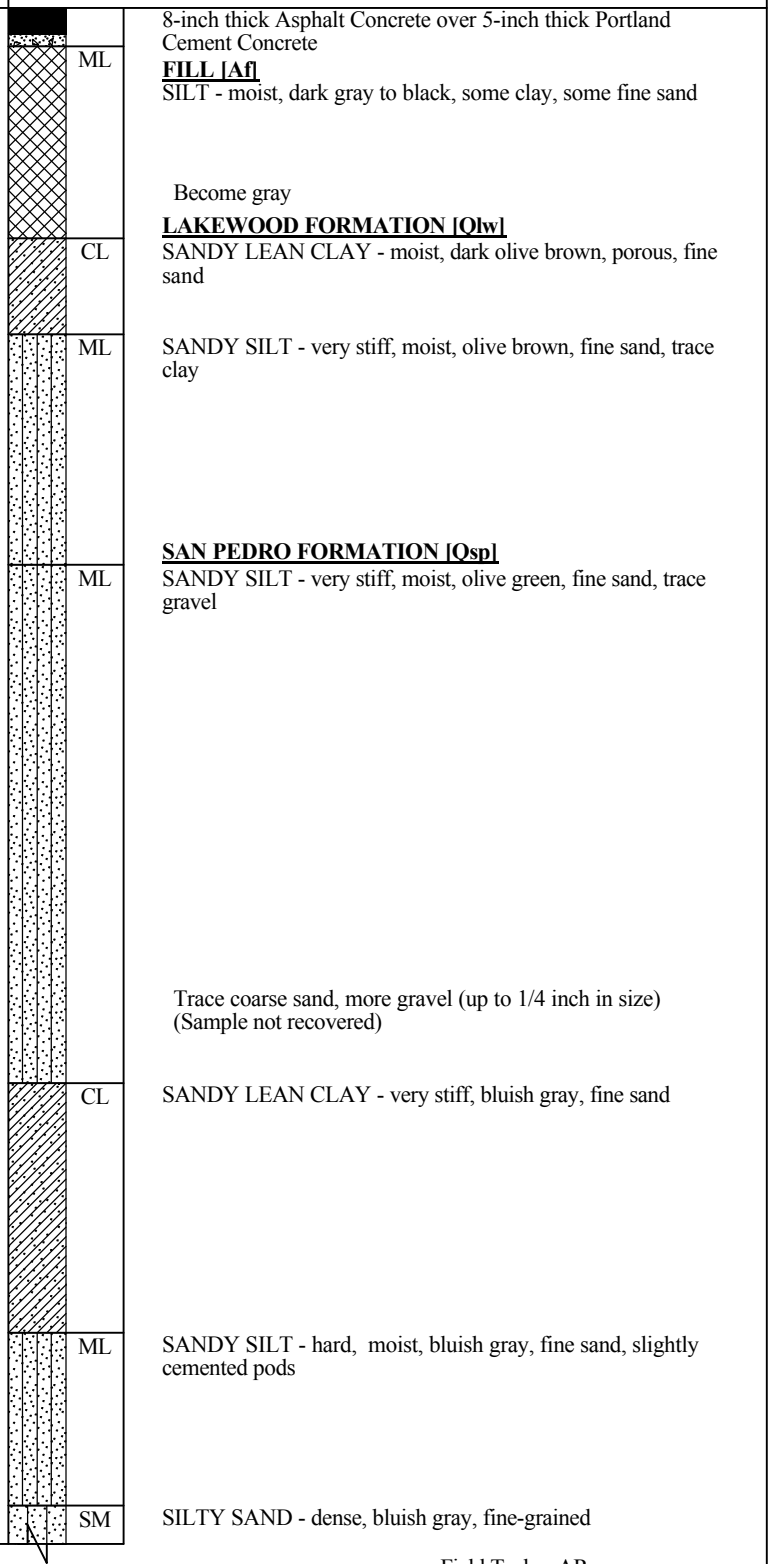 8-inch thick Asphalt Concrete over 5-inch thick Portland
Cement Concrete
ML
FILL [Af]
SILT - moist, dark gray to black, some clay, some fine sand
Become gray
LAKEWOOD FORMATION [Qlw]
CL
SANDY LEAN CLAY - moist, dark olive brown, porous, fine
sand
ML
SANDY SILT - very stiff, moist, olive brown, fine sand, trace
clay
SAN PEDRO FORMATION [Qsp]
ML
SANDY SILT - very stiff, moist, olive green, fine sand, trace
gravel
Trace coarse sand, more gravel (up to 1/4 inch in size)
(Sample not recovered)
CL
SANDY LEAN CLAY - very stiff, bluish gray, fine sand
ML
SANDY SILT - hard, moist, bluish gray, fine sand, slightly
cemented pods
SM
SILTY SAND - dense, bluish gray, fine-grained